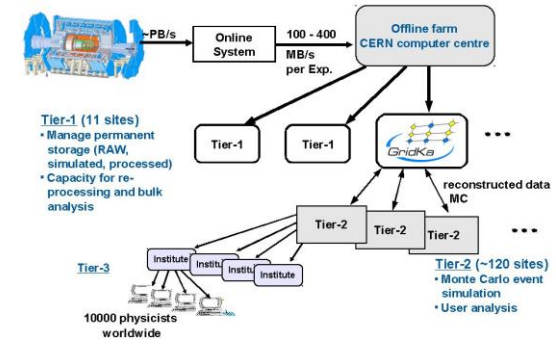 ~PB/s
Online
System
100 - 400
MB/s
per Exp.
Offline farm
CERN computer centre
Tier-1 (11 sites)
• Manage permanent
storage (RAW,
simulated, processed)
• Capacity for re-
processing and bulk
analysis
Tier-1
Tier-1
GridKa
...
reconstructed data
MC
Tier-2
Tier-2
Tier-2
...
Tier-3
Institute
Institu
Institu
Institute
Tier-2 (~120 sites)
• Monte Carlo event
simulation
• User analysis
10000 physicists
worldwide